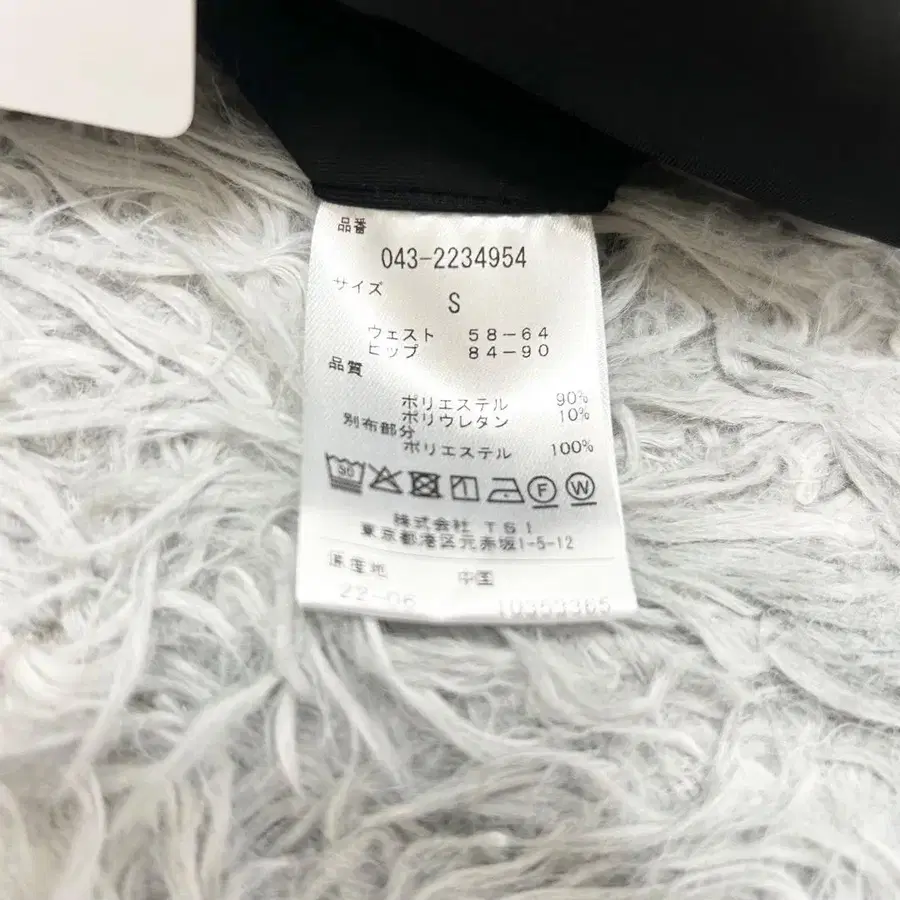 品番
043-2234954
サイズ
S
ウェスト 58-64
ヒップ 84-90
品質
ポリエステル 90%
ポリウレタン 10%
別布部分
ポリエステル 100%
30 F W
株式会社 TSI
東京都港区元赤坂1-5-12
原産地 中国
22-06 IU353365